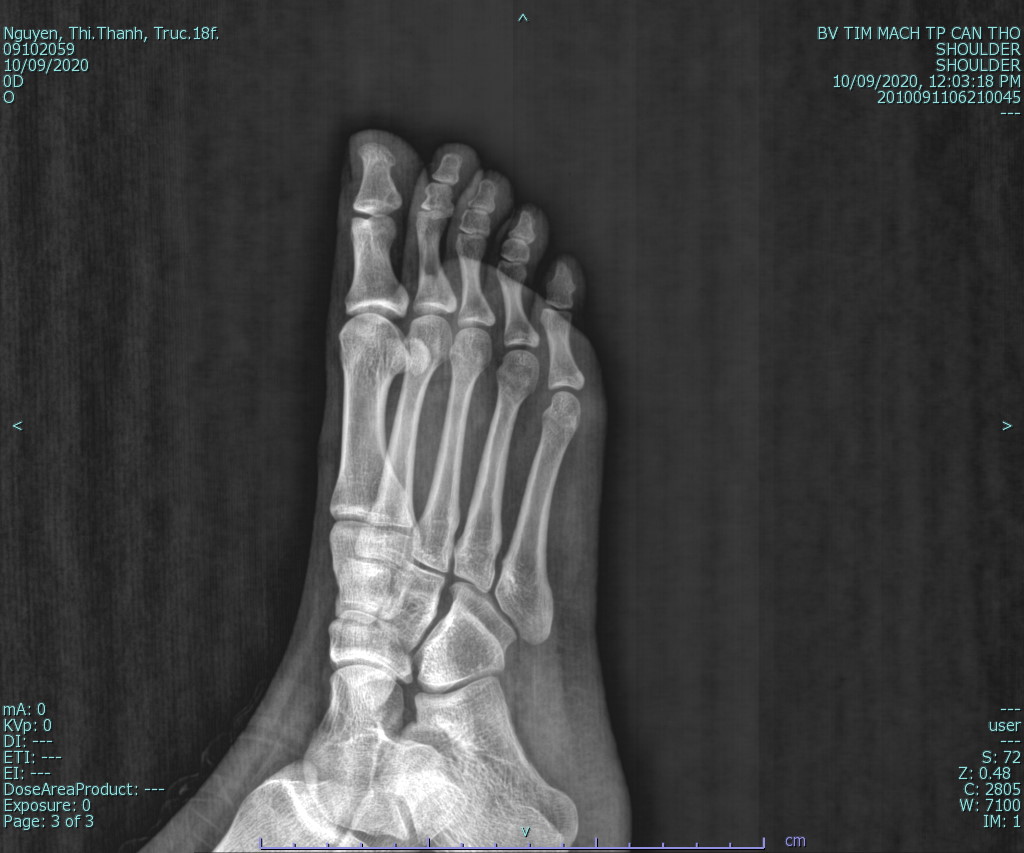 Nguyen, Thi.Thanh, Truc.18f.
09102059
10/09/2020
0D
O
^
BV TIM MACH TP CAN THO
SHOULDER
SHOULDER
10/09/2020, 12:03:18 PM
2010091106210045
---
<
>
mA: 0
KVp: 0
DI: ---
ETI: ---
EI: ---
DoseAreaProduct: ---
Exposure: 0
Page: 3 of 3
---
user
---
S: 72
Z: 0.48
C: 2805
W: 7100
IM: 1
v
cm